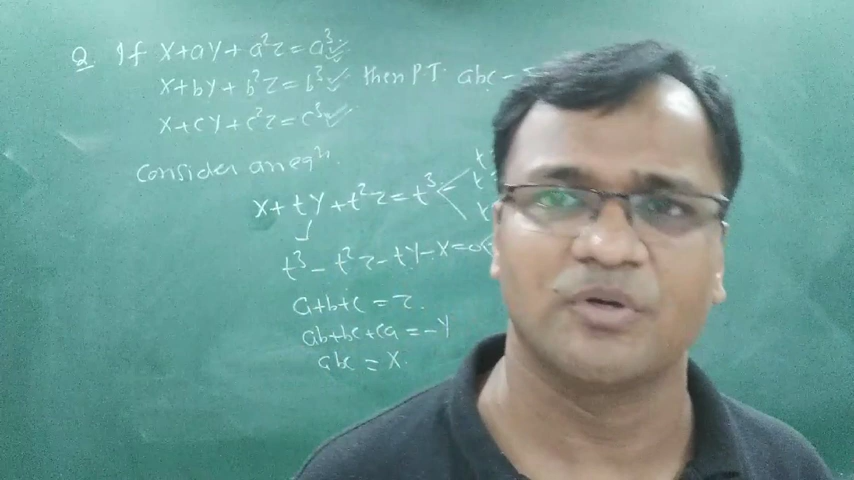 Q If x+ay+a²z=a³
x+by+b²z=b³ then P.T. abc -
x+cy+c²z=c³
Consider an eqn.
x+ty+t²z=t³
t³-t²z-ty-x=0
a+b+c=z.
ab+bc+ca=-y
abc=x.